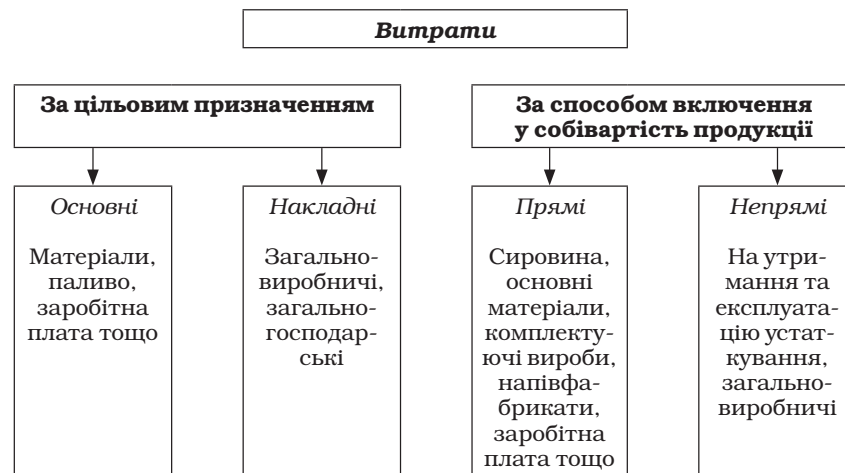 Витрати
За цільовим призначенням
За способом включення
у собівартість продукції
Основні
Матеріали,
паливо,
заробітна
плата тощо
Накладні
Загально-
виробничі,
загально-
господар-
ські
Прямі
Сировина,
основні
матеріали,
комплекту-
ючі вироби,
напівфа-
брикати,
заробітна
плата тощо
Непрямі
На утри-
мання та
експлуата-
цію устат-
кування,
загально-
виробничі